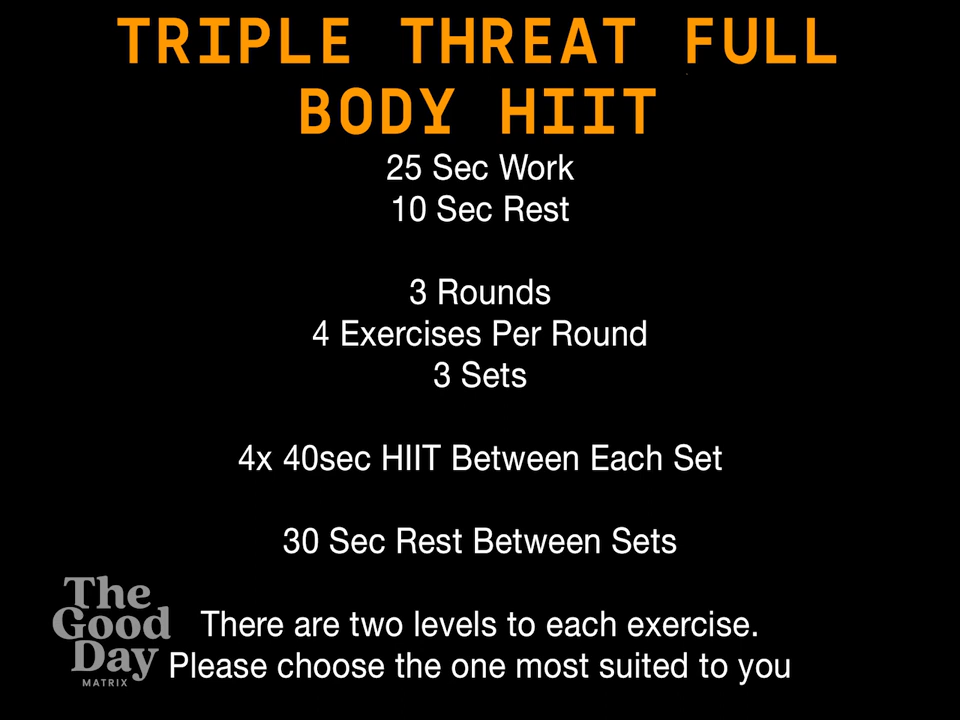 TRIPLE THREAT FULL
BODY HIIT
25 Sec Work
10 Sec Rest
3 Rounds
4 Exercises Per Round
3 Sets
4x 40sec HIIT Between Each Set
30 Sec Rest Between Sets
There are two levels to each exercise.
Please choose the one most suited to you
The
Good
Day
MATRIX